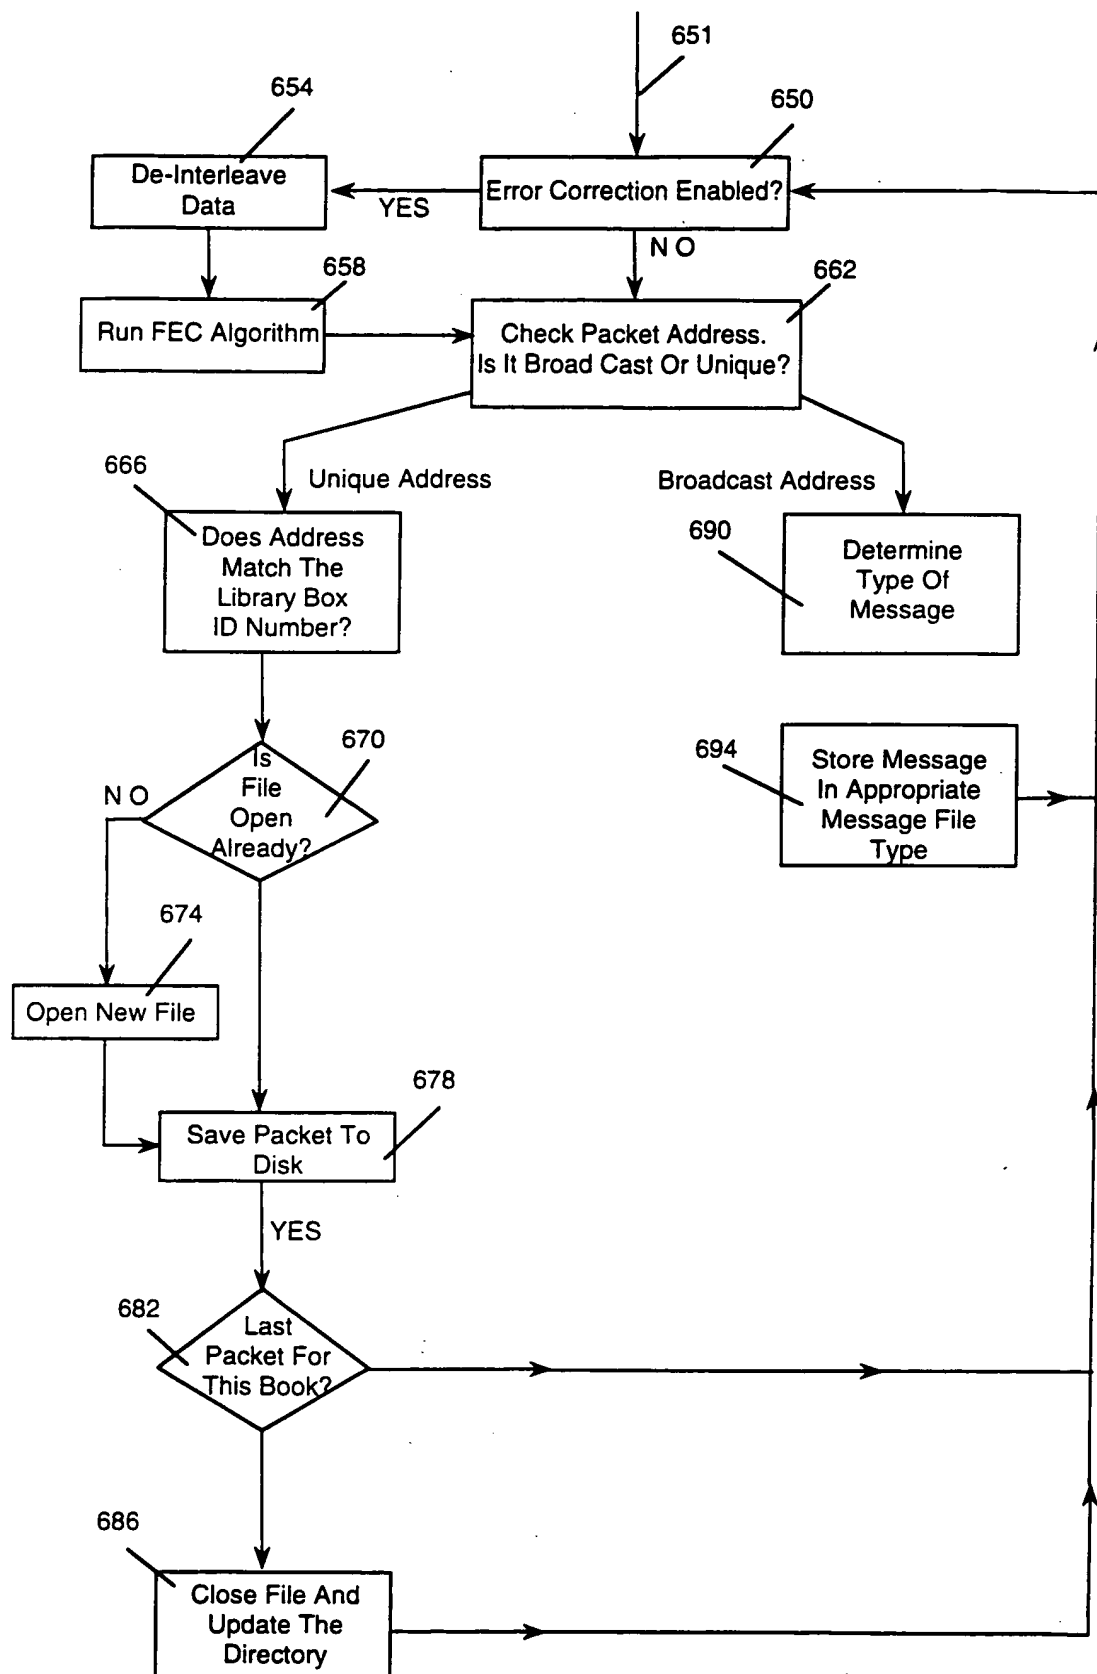 651
654
650
De-Interleave
Data
YES
Error Correction Enabled?
N O
658
662
Run FEC Algorithm
Check Packet Address.
Is It Broad Cast Or Unique?
666
Unique Address
Broadcast Address
Does Address
Match The
Library Box
ID Number?
690
Determine
Type Of
Message
670
Is
File
Open
Already?
N O
694
Store Message
In Appropriate
Message File
Type
674
Open New File
678
Save Packet To
Disk
YES
682
Last
Packet For
This Book?
686
Close File And
Update The
Directory